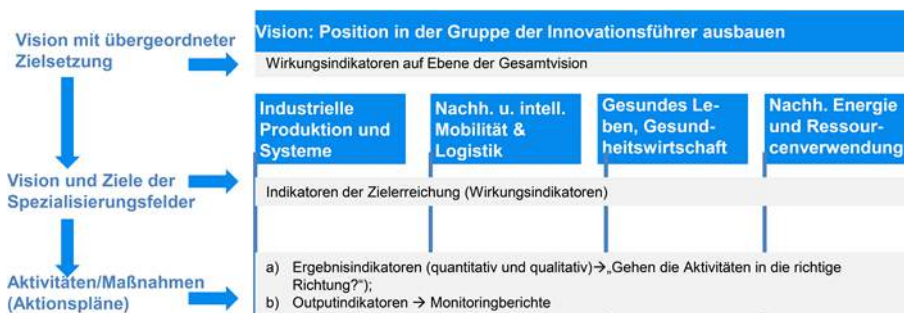 Vision mit übergeordneter
Zielsetzung
Vision: Position in der Gruppe der Innovationsführer ausbauen
Wirkungsindikatoren auf Ebene der Gesamtvision
Industrielle
Produktion und
Systeme
Nachh. u. intell.
Mobilität &
Logistik
Gesundes Le-
ben, Gesund-
heitswirtschaft
Nachh. Energie
und Ressour-
cenverwendung
Vision und Ziele der
Spezialisierungsfelder
Indikatoren der Zielerreichung (Wirkungsindikatoren)
Aktivitäten/Maßnahmen
(Aktionspläne)
a) Ergebnisindikatoren (quantitativ und qualitativ)→„Gehen die Aktivitäten in die richtige
Richtung?“);
b) Outputindikatoren → Monitoringberichte